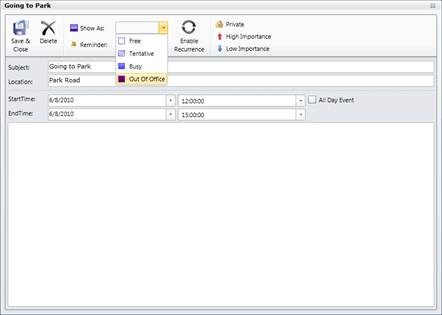 Going to Park
Save & Close
Delete
Show As:
Reminder:
Free
Tentative
Busy
Out Of Office
Enable Recurrence
Private
High Importance
Low Importance
Subject: Going to Park
Location: Park Road
StartTime: 6/8/2010 12:00:00 All Day Event
EndTime: 6/8/2010 15:00:00